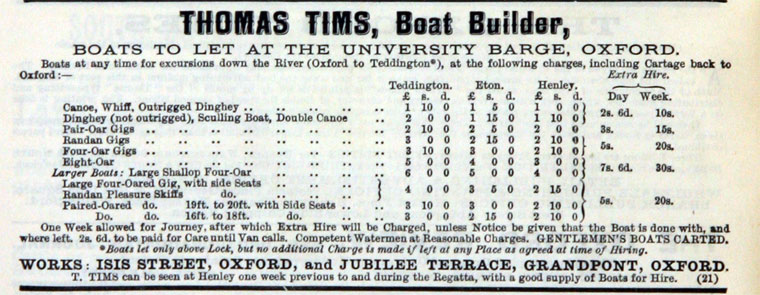 THOMAS TIMS, Boat Builder,
BOATS TO LET AT THE UNIVERSITY BARGE, OXFORD.
Boats at any time for excursions down the River (Oxford to Teddington*), at the following charges, including Cartage back to
Oxford:—
Extra Hire.
Teddington. Eton. Henley. Day Week.
£ s. d. £ s. d. £ s. d.
Canoe, Whiff, Outrigged Dinghey 1 10 0 1 5 0 1 0 0
Dinghey (not outrigged), Sculling Boat, Double Canoe 2 0 0 1 15 0 1 10 0 2s. 6d. 10s.
Pair-Oar Gigs 2 10 0 2 5 0 2 0 0 3s. 15s.
Randan Gigs 3 0 0 2 15 0 2 10 0
Four-Oar Gigs 3 10 0 3 0 0 2 10 0 5s. 20s.
Eight-Oar 5 0 0 4 0 0 3 0 0
Larger Boats: Large Shallop Four-Oar 6 0 0 5 0 0 4 0 0 7s. 6d. 30s.
Large Four-Oared Gig, with side Seats
Randan Pleasure Skiffs do. 4 0 0 3 5 0 2 15 0
Paired-Oared do. 19ft. to 20ft. with Side Seats 3 10 0 3 0 0 2 10 0 5s. 20s.
Do. do. 16ft to 18ft. do. 3 0 0 2 15 0 2 10 0
One Week allowed for Journey, after which Extra Hire will be Charged, unless Notice be given that the Boat is done with, and
where left. 2s. 6d. to be paid for Care until Van calls. Competent Watermen at Reasonable Charges. GENTLEMEN'S BOATS CARTED.
* Boats let only above Lock, but no additional Charge is made if left at any Place as agreed at time of Hiring.
WORKS: ISIS STREET, OXFORD, and JUBILEE TERRACE, GRANDPONT, OXFORD.
T. TIMS can be seen at Henley one week previous to and during the Regatta, with a good supply of Boats for Hire. (21)